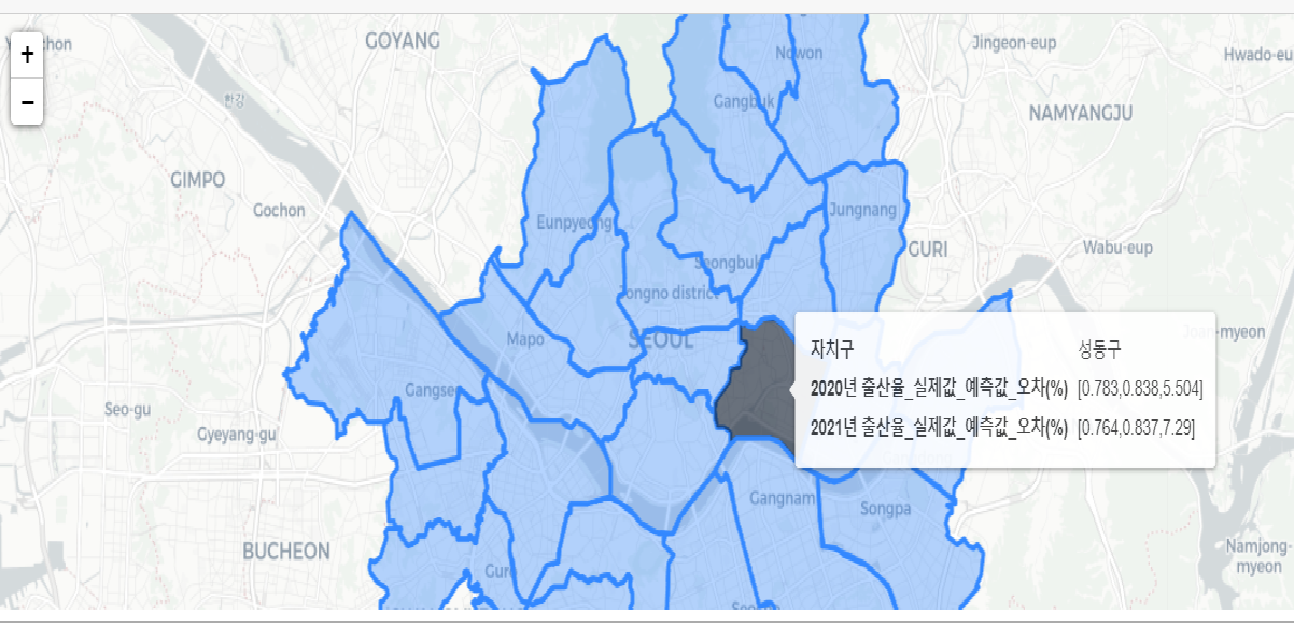 +
−
GOYANG
Jingeon-eup
Hwado-eu
Nowon
한강
Gangbuk
NAMYANGJU
GIMPO
Gochon
Eunpyeong
Jungnang
GURI
Wabu-eup
Seongbuk
Jongno district
SEOUL
Mapo
-myeon
자치구 성동구
2020년 출산율_실제값_예측값_오차(%) [0.783,0.838,5.504]
2021년 출산율_실제값_예측값_오차(%) [0.764,0.837,7.29]
Gangseo
Seo-gu
Gyeyang-gu
Gangnam
Songpa
BUCHEON
Guro
Namjong-
myeon